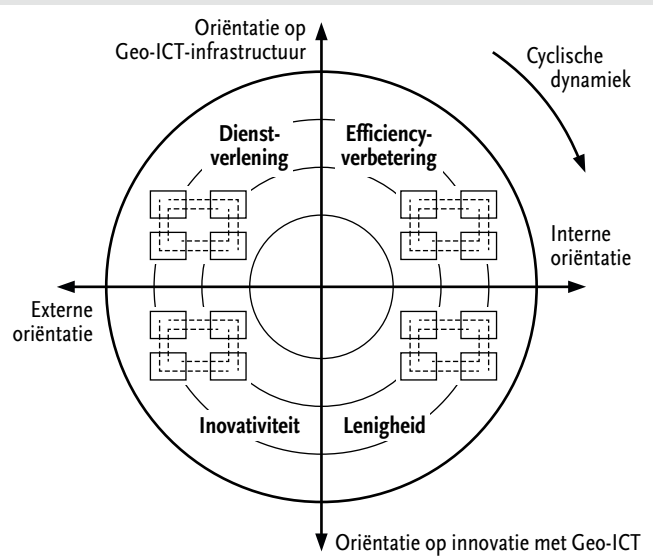 Oriëntatie op
Geo-ICT-infrastructuur
Cyclische
dynamiek
Dienst-
verlening
Efficiency-
verbetering
Interne
oriëntatie
Externe
oriëntatie
Inovativiteit
Lenigheid
Oriëntatie op innovatie met Geo-ICT